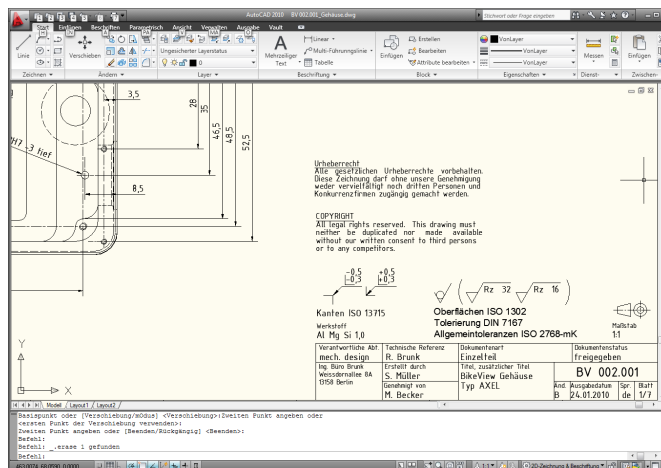 AutoCAD 2010 BV 002.001_Gehäuse.dwg
Stichwort oder Frage eingeben
Start Einfügen Beschriften Parametrisch Ansicht Verwalten Ausgabe Vault
Linie
Verschieben
Ungesicherter Layerstatus
0
Mehrzeiliger Text
Linear
Multi-Führungslinie
Tabelle
Einfügen
Erstellen
Bearbeiten
Attribute bearbeiten
VonLayer
VonLayer
VonLayer
Messen
Einfügen
Zeichnen Ändern Layer Beschriftung Block Eigenschaften Dienst- Zwischen
3,5
28
35
46,5
48,5
52,5
H7 -3 tief
8,5
Urheberrecht
Alle gesetzlichen Urheberrechte vorbehalten.
Diese Zeichnung darf ohne unsere Genehmigung
weder vervielfältigt noch dritten Personen und
Konkurrenzfirmen zugängig gemacht werden.
COPYRIGHT
All legal rights reserved. This drawing must
neither be duplicated nor made available
without our written consent to third persons
or to any competitors.
-0,5 +0,5
-0,3 +0,3
Rz 32 Rz 16
Kanten ISO 13715
Oberflächen ISO 1302
Tolerierung DIN 7167
Allgemeintoleranzen ISO 2768-mK
Werkstoff
Al Mg Si 1,0
Maßstab
1:1
Verantwortliche Abt. Technische Referenz Dokumentenart Dokumentenstatus
mech. design R. Brunk Einzelteil freigegeben
Ing. Büro Brunk
Weissdornallee 8A
13158 Berlin
Erstellt durch
S. Müller
Genehmigt von
M. Becker
Titel, zusätzlicher Titel
BikeView Gehäuse
Typ AXEL
BV 002.001
Änd. Ausgabedatum Spr. Blatt
B 24.01.2010 de 1/7
Y
X
Model Layout1 Layout2
Basispunkt oder [Verschiebung/mOdus] <Verschiebung>:Zweiten Punkt angeben oder
<ersten Punkt der Verschiebung verwenden>:
Zweiten Punkt angeben oder [Beenden/Rückgängig] <Beenden>:
Befehl:
Befehl: _.erase 1 gefunden
Befehl:
1:1
2D-Zeichnung & Beschriftung